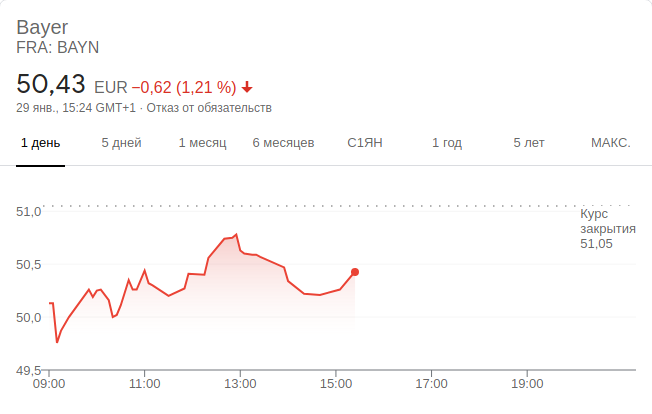 Bayer
FRA: BAYN
50,43 EUR −0,62 (1,21 %)
29 янв., 15:24 GMT+1 · Отказ от обязательств
1 день 5 дней 1 месяц 6 месяцев С1ЯН 1 год 5 лет МАКС.
51,0
Курс
закрытия
51,05
50,5
50,0
49,5
09:00 11:00 13:00 15:00 17:00 19:00